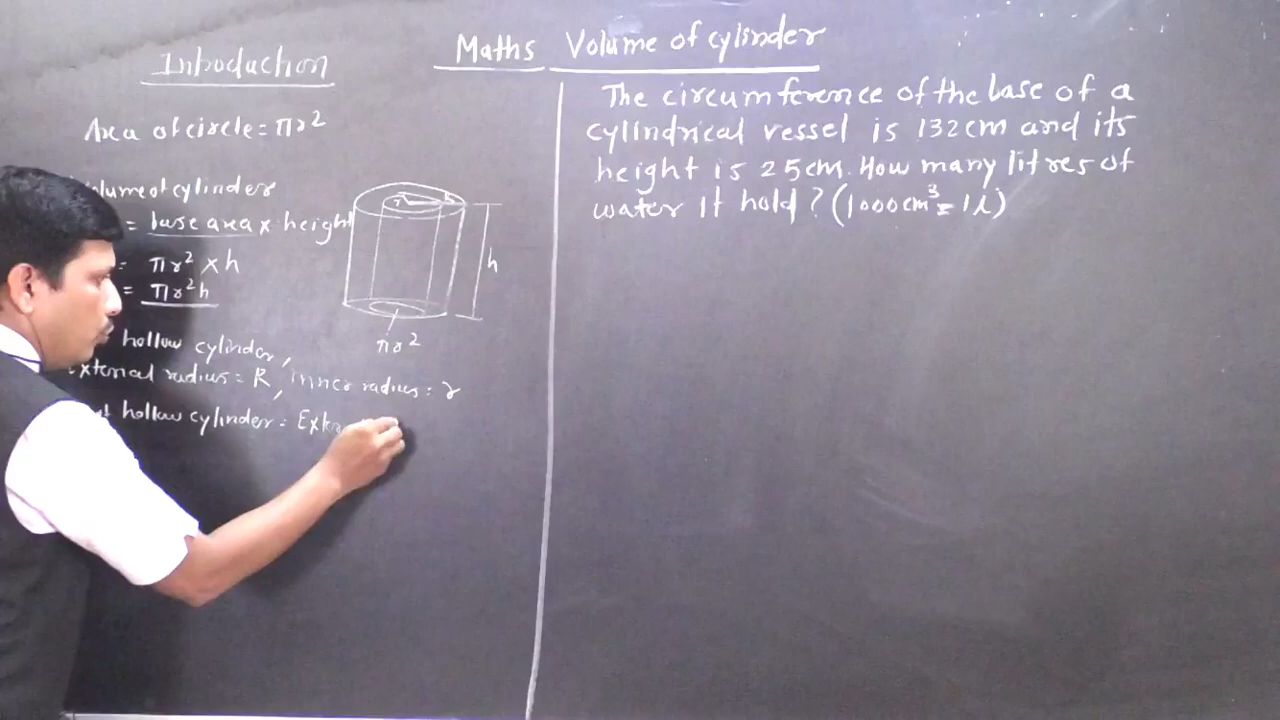 Maths Volume of cylinder
Introduction
Area of circle = πr²
Volume of cylinder
= base area × height
= πr² × h
= πr²h
r
h
πr²
hollow cylinder,
External radius = R, inner radius = r
hollow cylinder =
The circumference of the base of a
cylindrical vessel is 132cm and its
height is 25cm. How many litres of
water It hold? (1000cm³ = 1l)